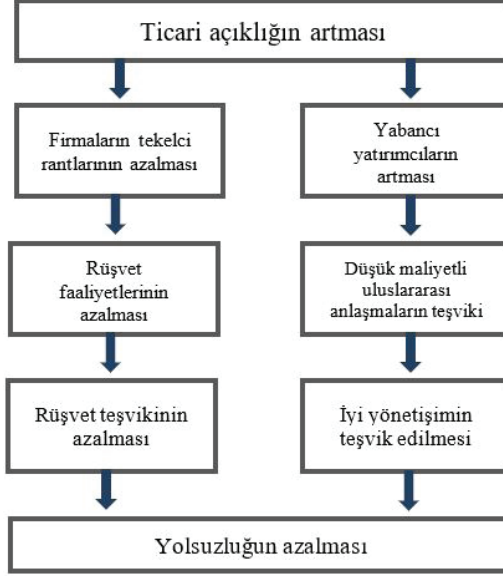 Ticari açıklığın artması
Firmaların tekelci
rantlarının azalması
Yabancı
yatırımcıların
artması
Rüşvet
faaliyetlerinin
azalması
Düşük maliyetli
uluslararası
anlaşmaların teşviki
Rüşvet teşvikinin
azalması
İyi yönetişimin
teşvik edilmesi
Yolsuzluğun azalması